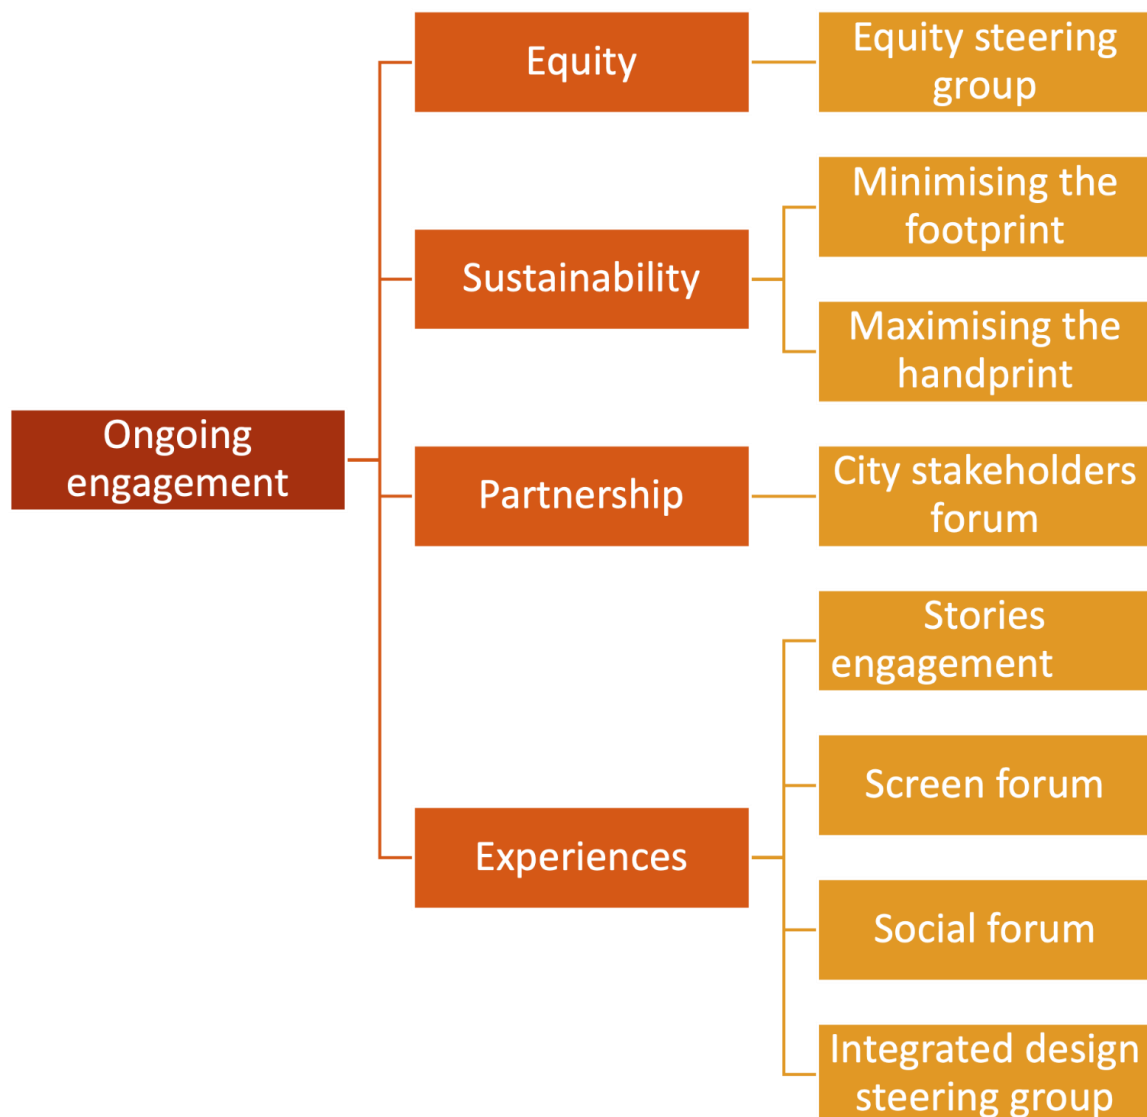 Equity
Equity steering
group
Minimising the
footprint
Sustainability
Maximising the
handprint
Ongoing
engagement
Partnership
City stakeholders
forum
Stories
engagement
Screen forum
Experiences
Social forum
Integrated design
steering group